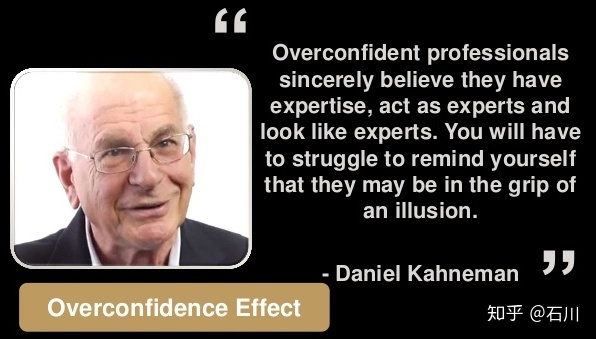 “
Overconfident professionals
sincerely believe they have
expertise, act as experts and
look like experts. You will have
to struggle to remind yourself
that they may be in the grip of
an illusion.
- Daniel Kahneman ”
Overconfidence Effect
知乎 @石川